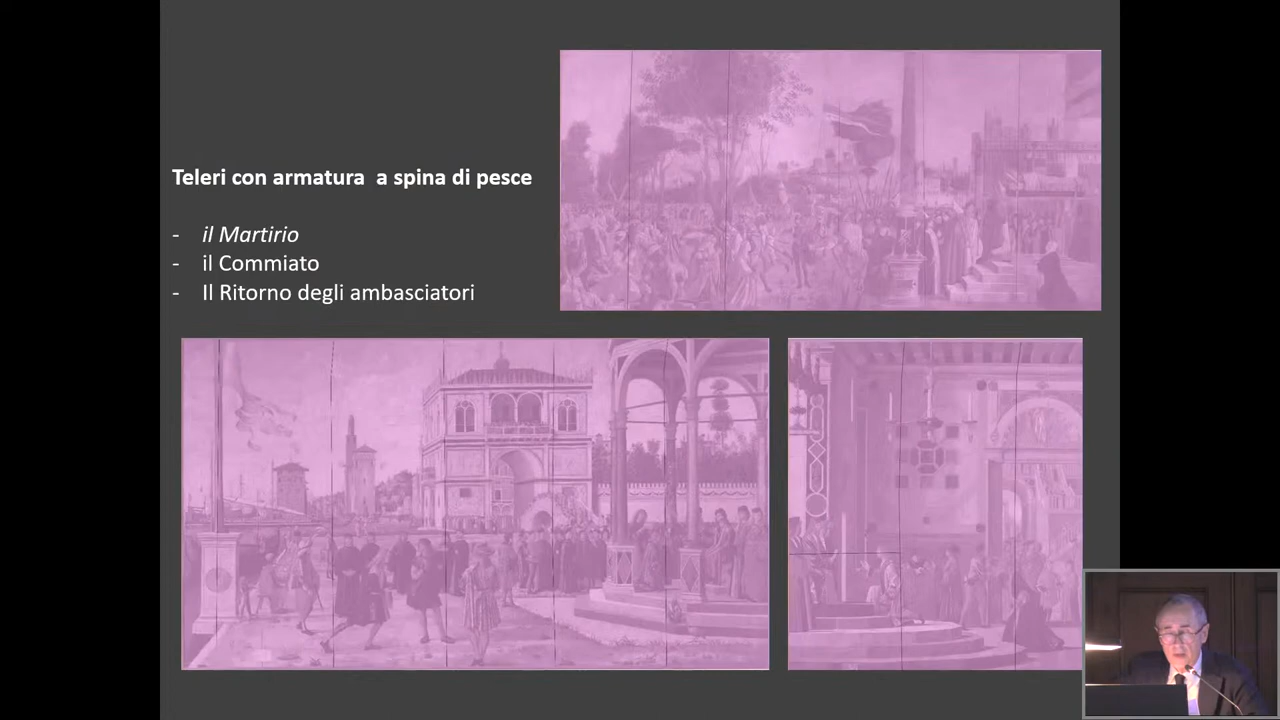 Teleri con armatura  a spina di pesce
- il Martirio
- il Commiato
- Il Ritorno degli ambasciatori